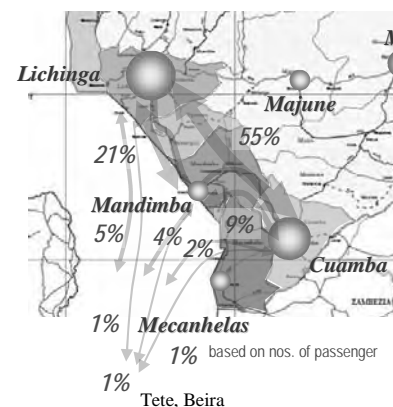 M
Lichinga
Majune
55%
21%
Mandimba
5%
4%
9%
2%
Cuamba
ZAMBEZIA
1%
Mecanhelas
1% based on nos. of passenger
1%
Tete, Beira